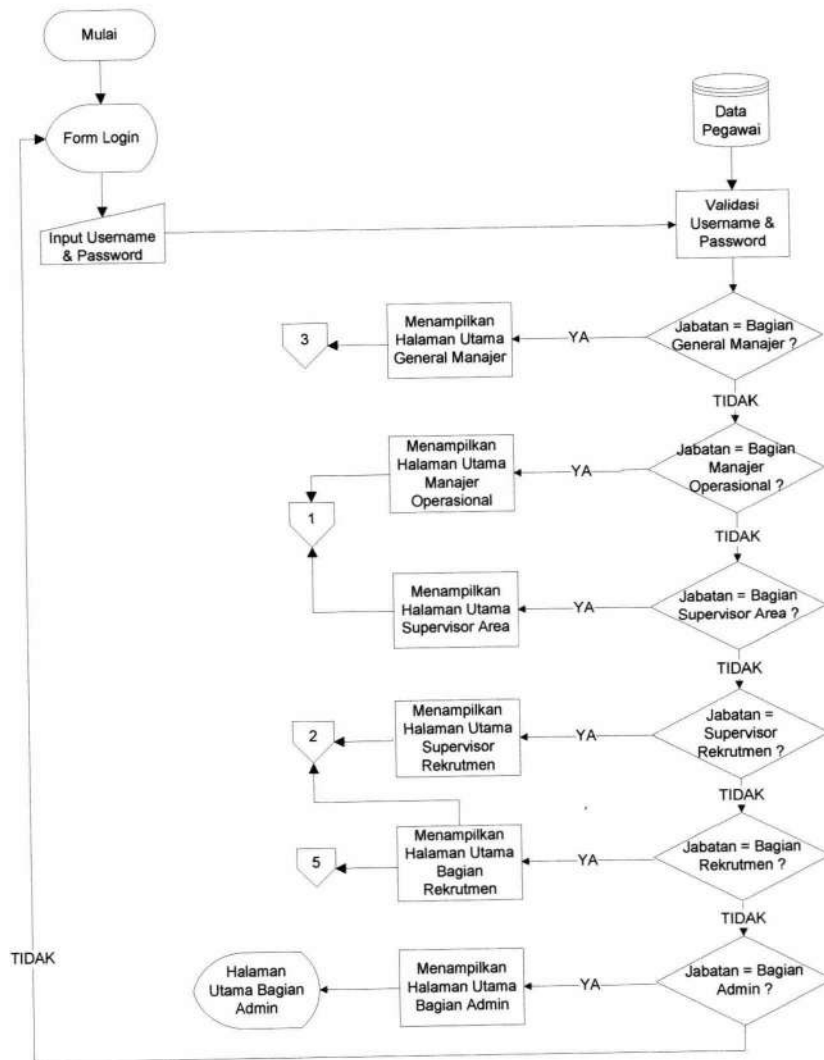 Mulai
Form Login
Data
Pegawai
Input Username
& Password
Validasi
Username &
Password
3
Menampilkan
Halaman Utama
General Manajer
YA
Jabatan = Bagian
General Manajer ?
TIDAK
Menampilkan
Halaman Utama
Manajer
Operasional
YA
Jabatan = Bagian
Manajer
Operasional ?
1
TIDAK
Menampilkan
Halaman Utama
Supervisor Area
YA
Jabatan = Bagian
Supervisor Area ?
TIDAK
2
Menampilkan
Halaman Utama
Supervisor
Rekrutmen
YA
Jabatan =
Supervisor
Rekrutmen ?
TIDAK
5
Menampilkan
Halaman Utama
Bagian
Rekrutmen
YA
Jabatan = Bagian
Rekrutmen ?
TIDAK
TIDAK
Halaman
Utama Bagian
Admin
Menampilkan
Halaman Utama
Bagian Admin
YA
Jabatan = Bagian
Admin ?